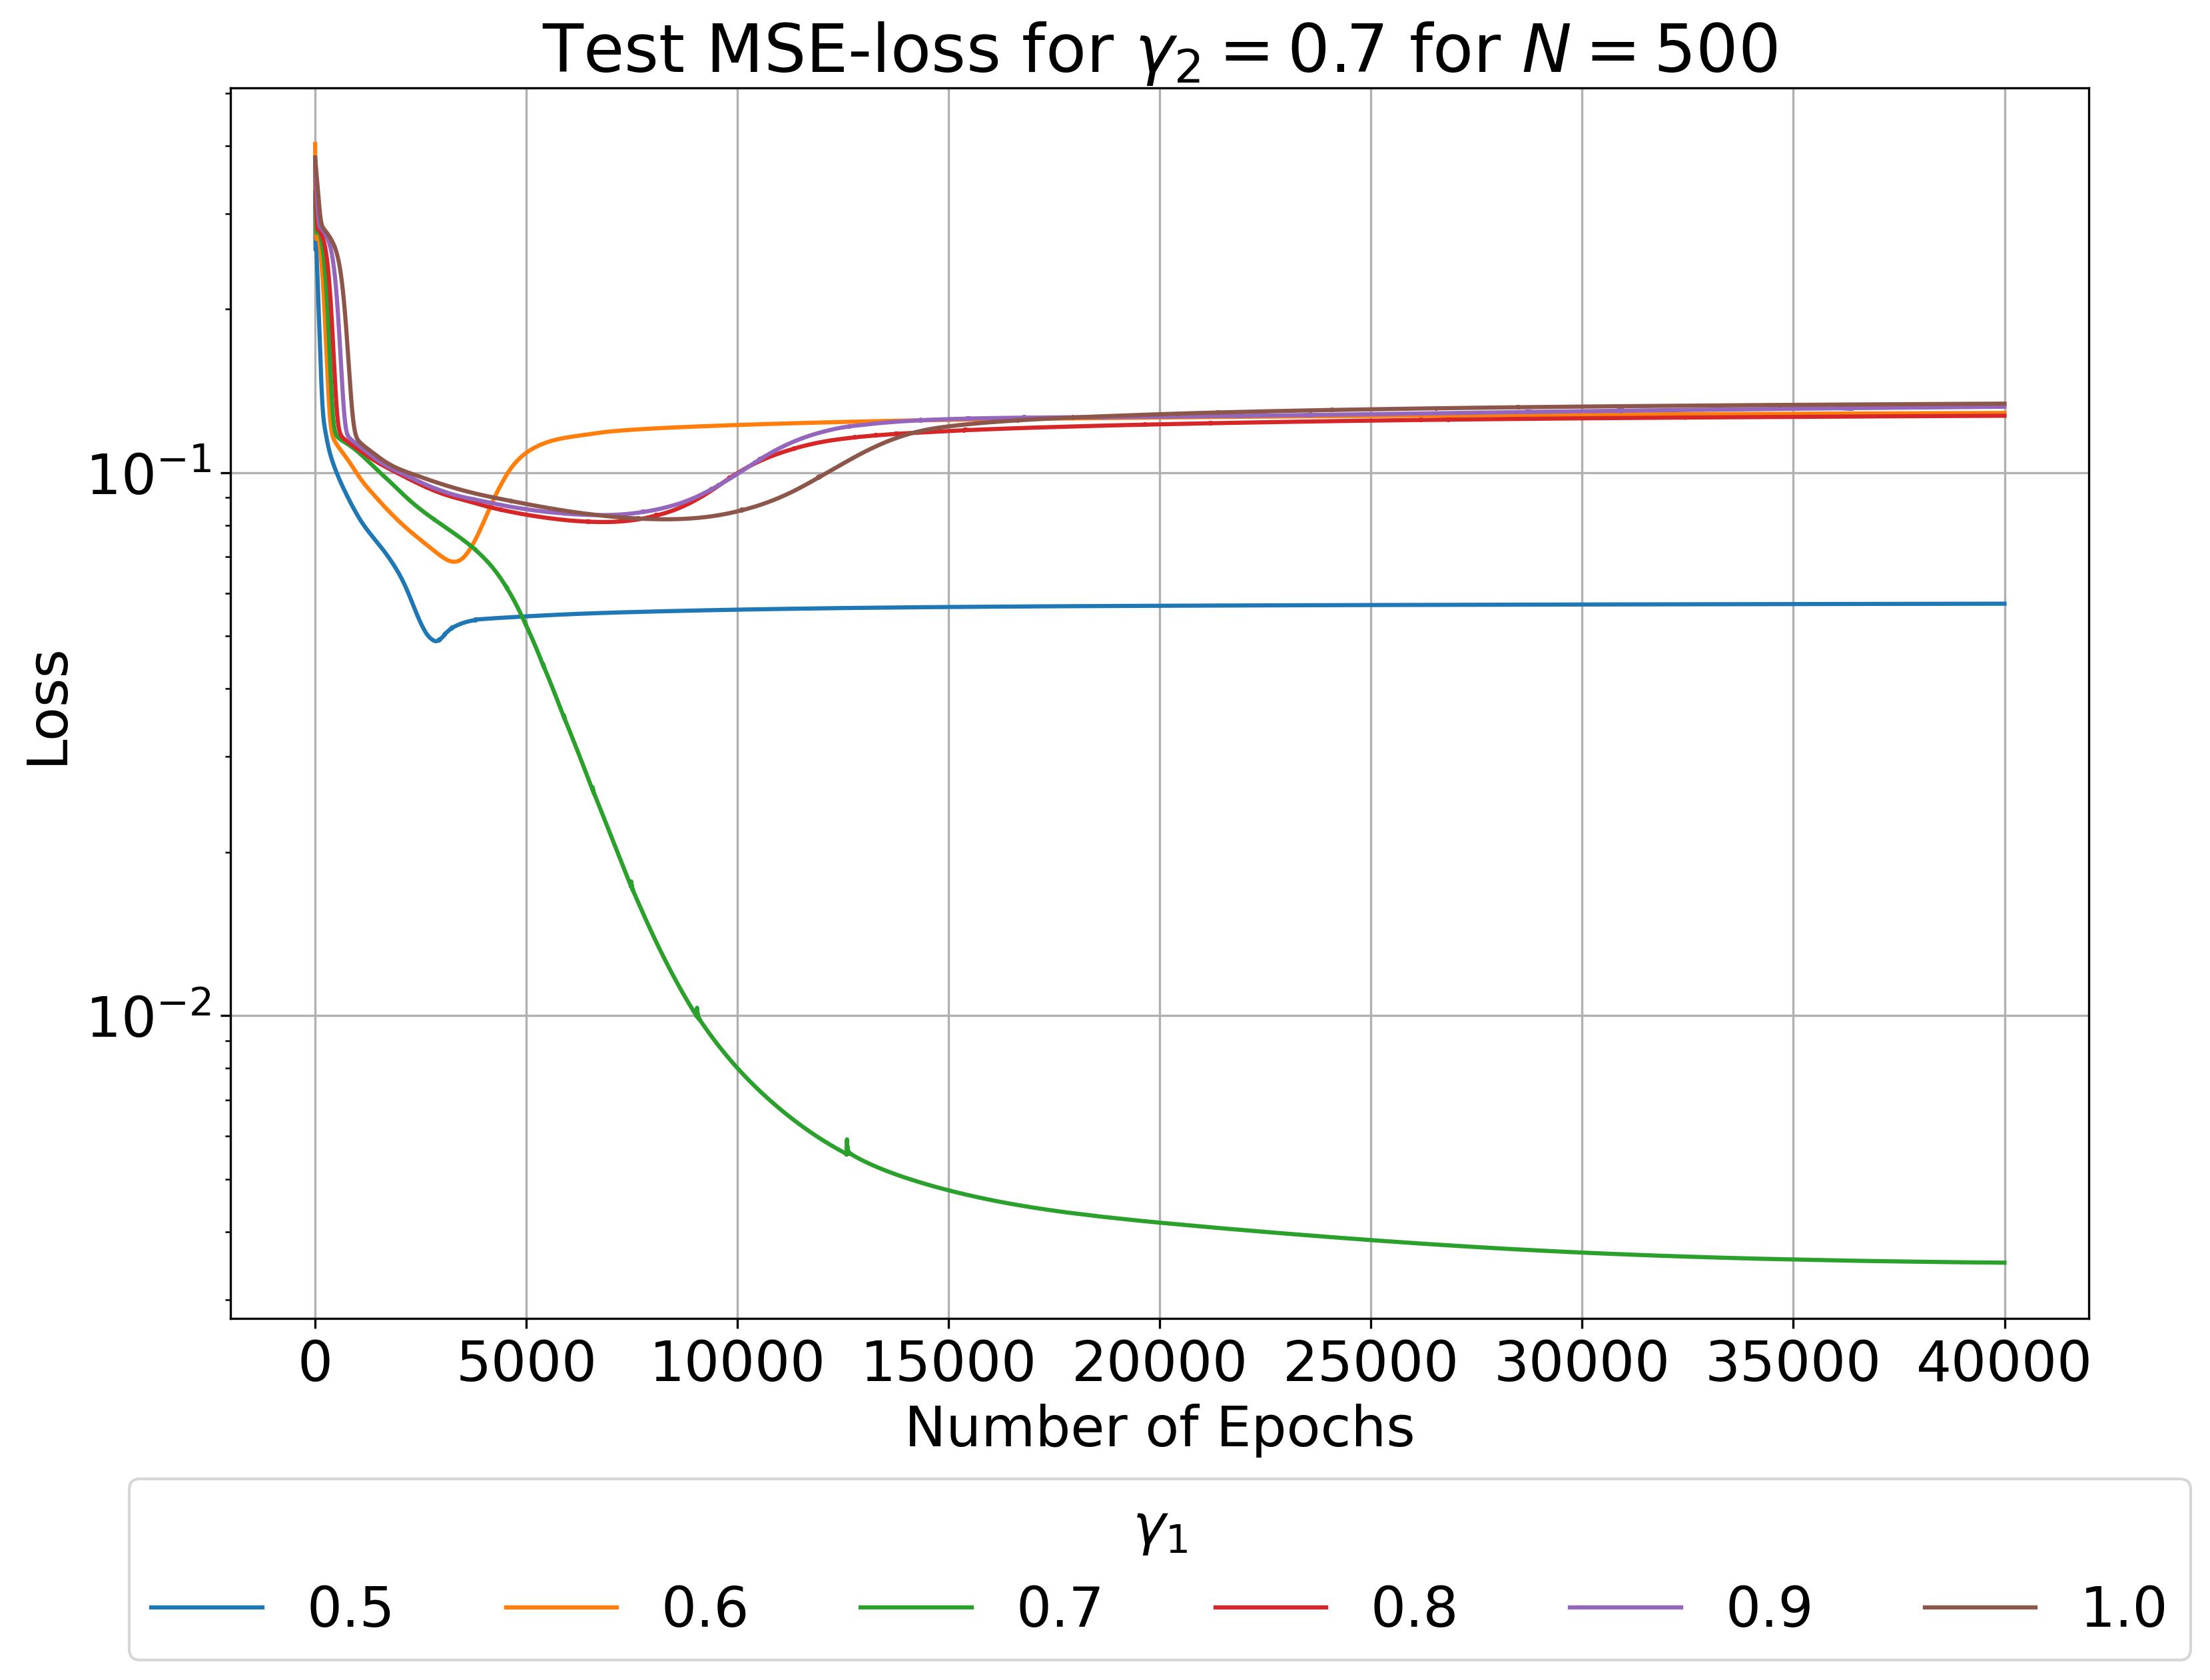 Test MSE-loss for γ₂ = 0.7 for N = 500
Loss
10⁻¹
10⁻²
0 5000 10000 15000 20000 25000 30000 35000 40000
Number of Epochs
γ₁
0.5 0.6 0.7 0.8 0.9 1.0